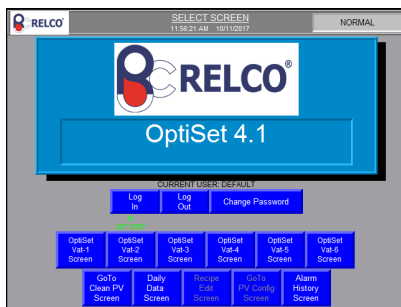 RELCO
SELECT SCREEN
11:56:21 AM 10/11/2017
NORMAL
RELCO®
OptiSet 4.1
CURRENT USER: DEFAULT
Log In
Log Out
Change Password
OptiSet Vat-1 Screen
OptiSet Vat-2 Screen
OptiSet Vat-3 Screen
OptiSet Vat-4 Screen
OptiSet Vat-5 Screen
OptiSet Vat-6 Screen
GoTo Clean PV Screen
Daily Data Screen
Recipe Edit Screen
GoTo PV Config Screen
Alarm History Screen